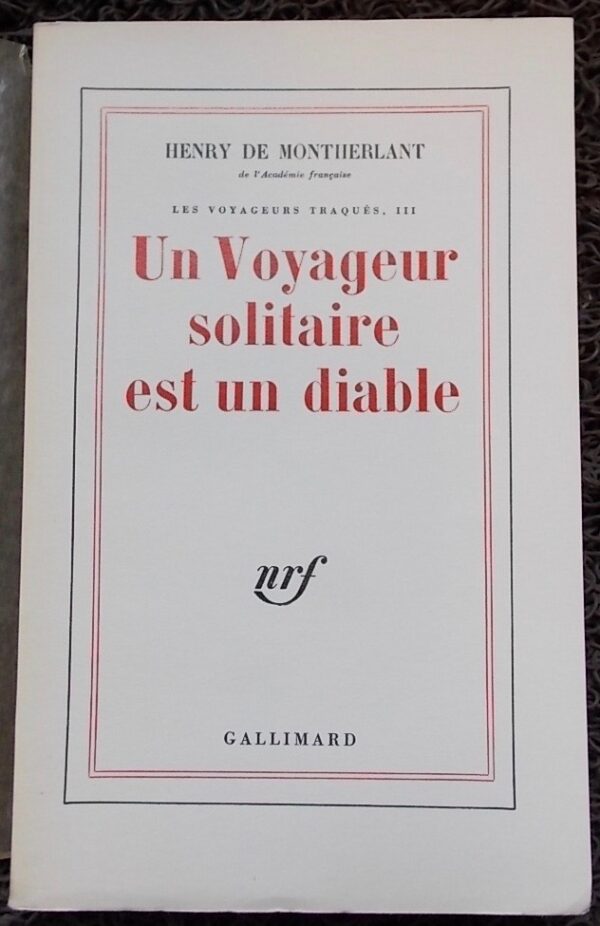 HENRY DE MONTHERLANT
de l'Académie française
LES VOYAGEURS TRAQUÉS, III
Un Voyageur
solitaire
est un diable
nrf
GALLIMARD